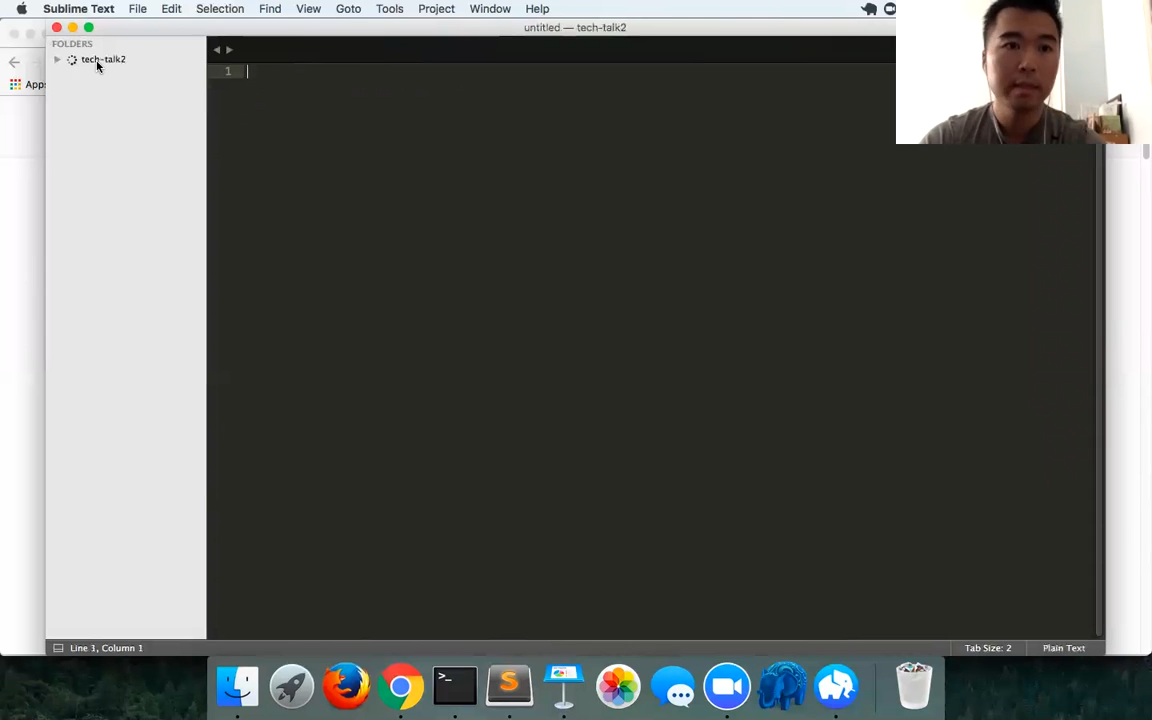 Sublime Text File Edit Selection Find View Goto Tools Project Window Help
untitled — tech-talk2
FOLDERS
tech-talk2
1
Apps
Line 1, Column 1
Tab Size: 2
Plain Text